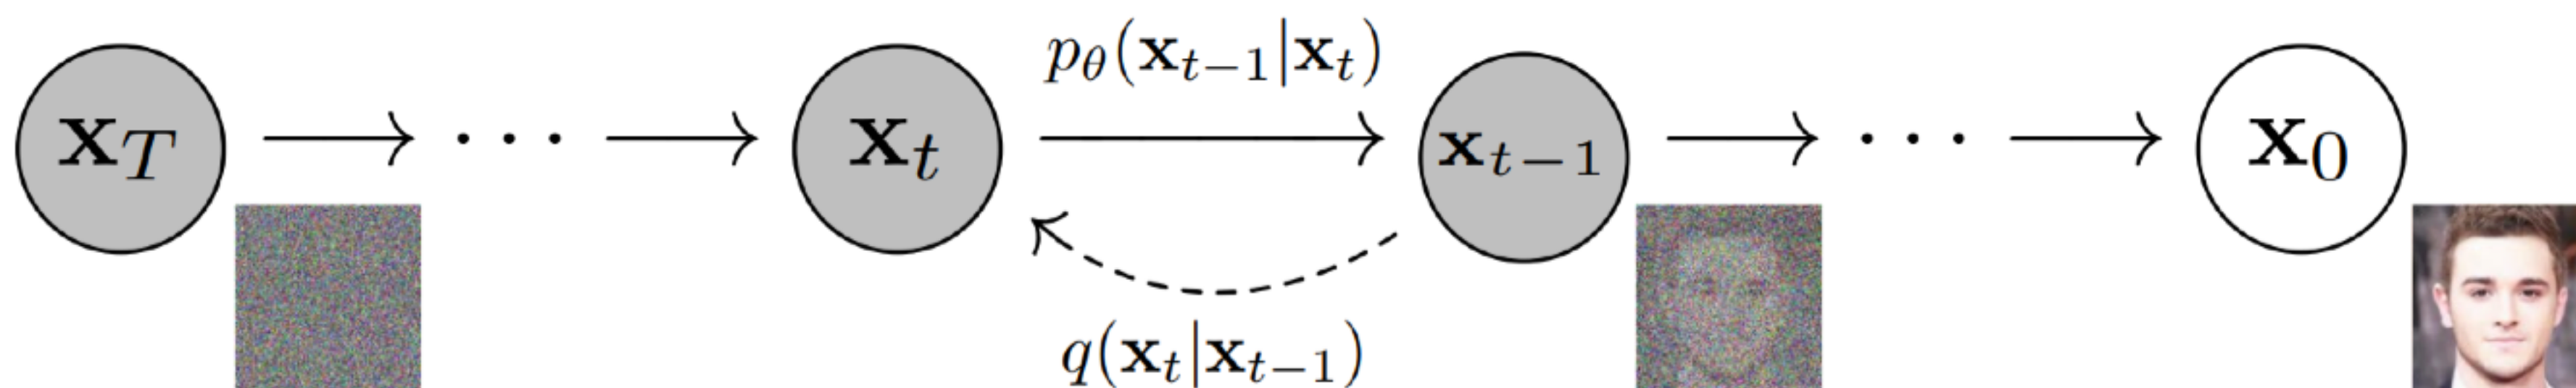 p_θ(x_{t−1}|x_t)
x_T → ··· → x_t → x_{t−1} → ··· → x_0
q(x_t|x_{t−1})